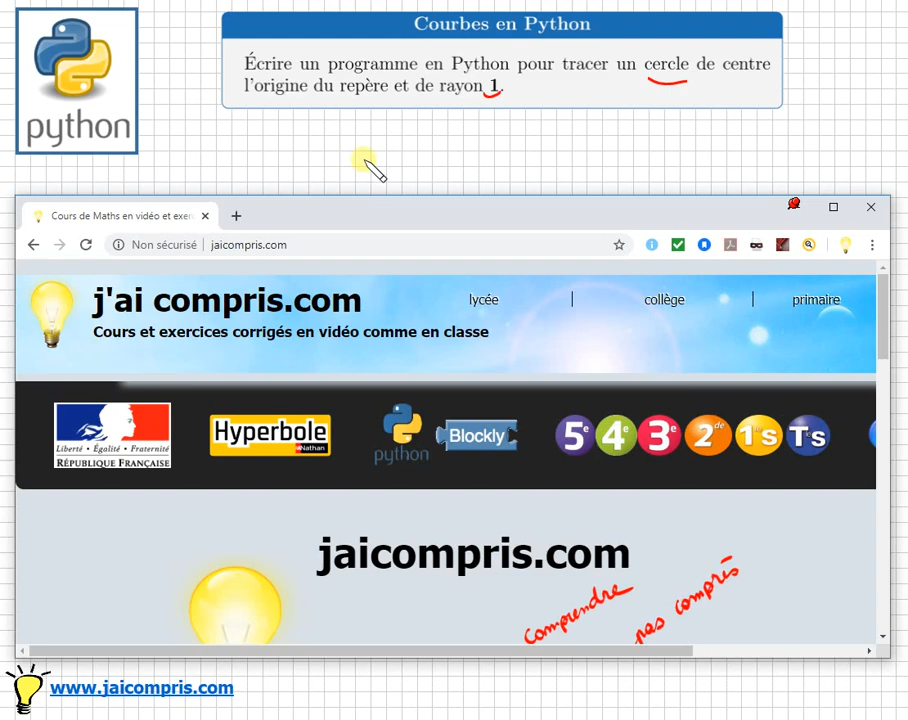 python
Courbes en Python
Écrire un programme en Python pour tracer un cercle de centre
l'origine du repère et de rayon 1.
Cours de Maths en vidéo et exer
Non sécurisé | jaicompris.com
j'ai compris.com
Cours et exercices corrigés en vidéo comme en classe
lycée | collège | primaire
Liberté • Égalité • Fraternité
RÉPUBLIQUE FRANÇAISE
Hyperbole
Nathan
python
Blockly
5e 4e 3e 2de 1s Ts
jaicompris.com
comprendre
pas compris
www.jaicompris.com